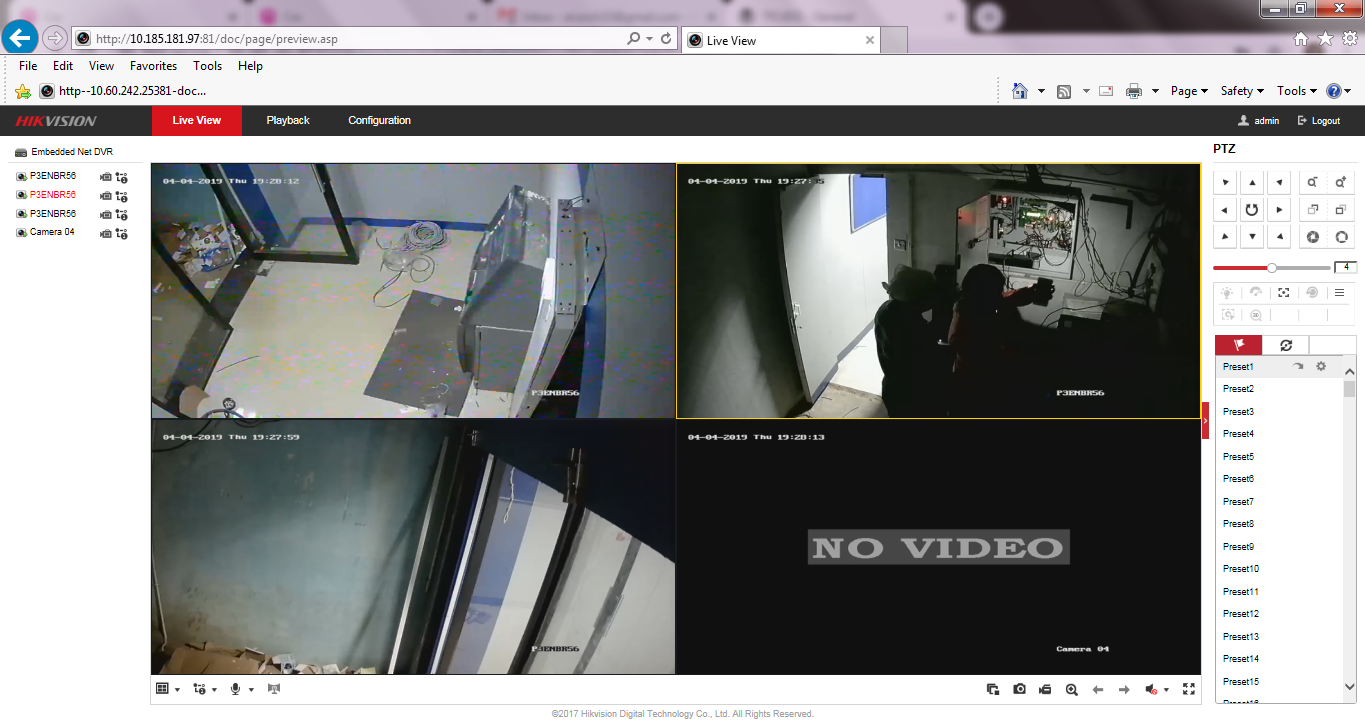 http://10.185.181.97:81/doc/page/preview.asp
Live View
File Edit View Favorites Tools Help
http--10.60.242.25381-doc...
Page Safety Tools
HIKVISION
Live View Playback Configuration
admin Logout
Embedded Net DVR
P3ENBR56
P3ENBR56
P3ENBR56
Camera 04
04-04-2019 Thu 19:28:12
P3ENBR56
04-04-2019 Thu 19:27:35
P3ENBR56
04-04-2019 Thu 19:27:59
P3ENBR56
04-04-2019 Thu 19:28:13
NO VIDEO
Camera 04
PTZ
4
Preset1
Preset2
Preset3
Preset4
Preset5
Preset6
Preset7
Preset8
Preset9
Preset10
Preset11
Preset12
Preset13
Preset14
Preset15
©2017 Hikvision Digital Technology Co., Ltd. All Rights Reserved.